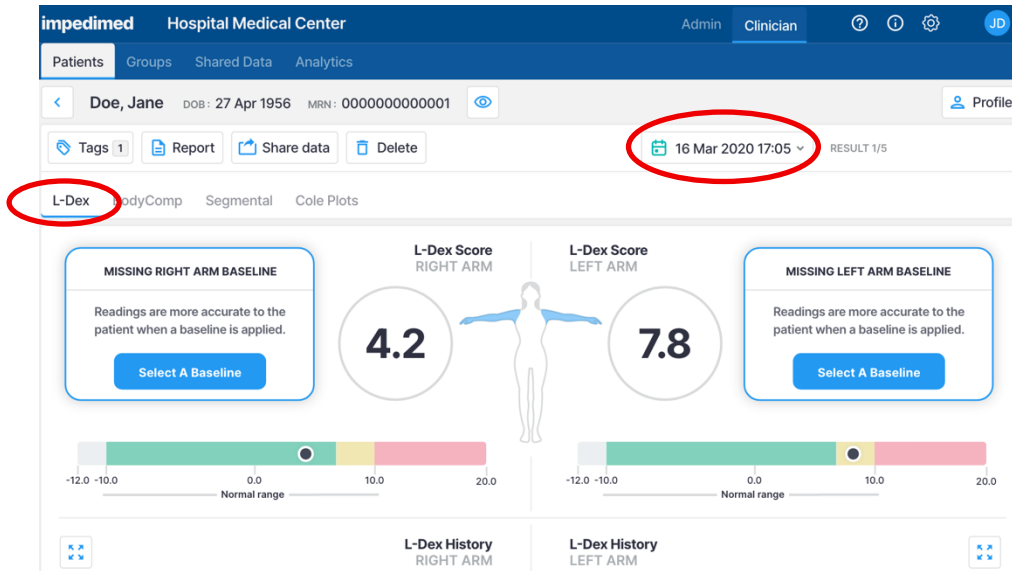 impedimed Hospital Medical Center Admin Clinician JD
Patients Groups Shared Data Analytics
Doe, Jane DOB: 27 Apr 1956 MRN: 0000000000001 Profile
Tags 1 Report Share data Delete 16 Mar 2020 17:05 RESULT 1/5
L-Dex BodyComp Segmental Cole Plots
MISSING RIGHT ARM BASELINE
Readings are more accurate to the
patient when a baseline is applied.
Select A Baseline
L-Dex Score
RIGHT ARM
4.2
L-Dex Score
LEFT ARM
7.8
MISSING LEFT ARM BASELINE
Readings are more accurate to the
patient when a baseline is applied.
Select A Baseline
-12.0 -10.0 0.0 10.0 20.0
Normal range
-12.0 -10.0 0.0 10.0 20.0
Normal range
L-Dex History
RIGHT ARM
L-Dex History
LEFT ARM